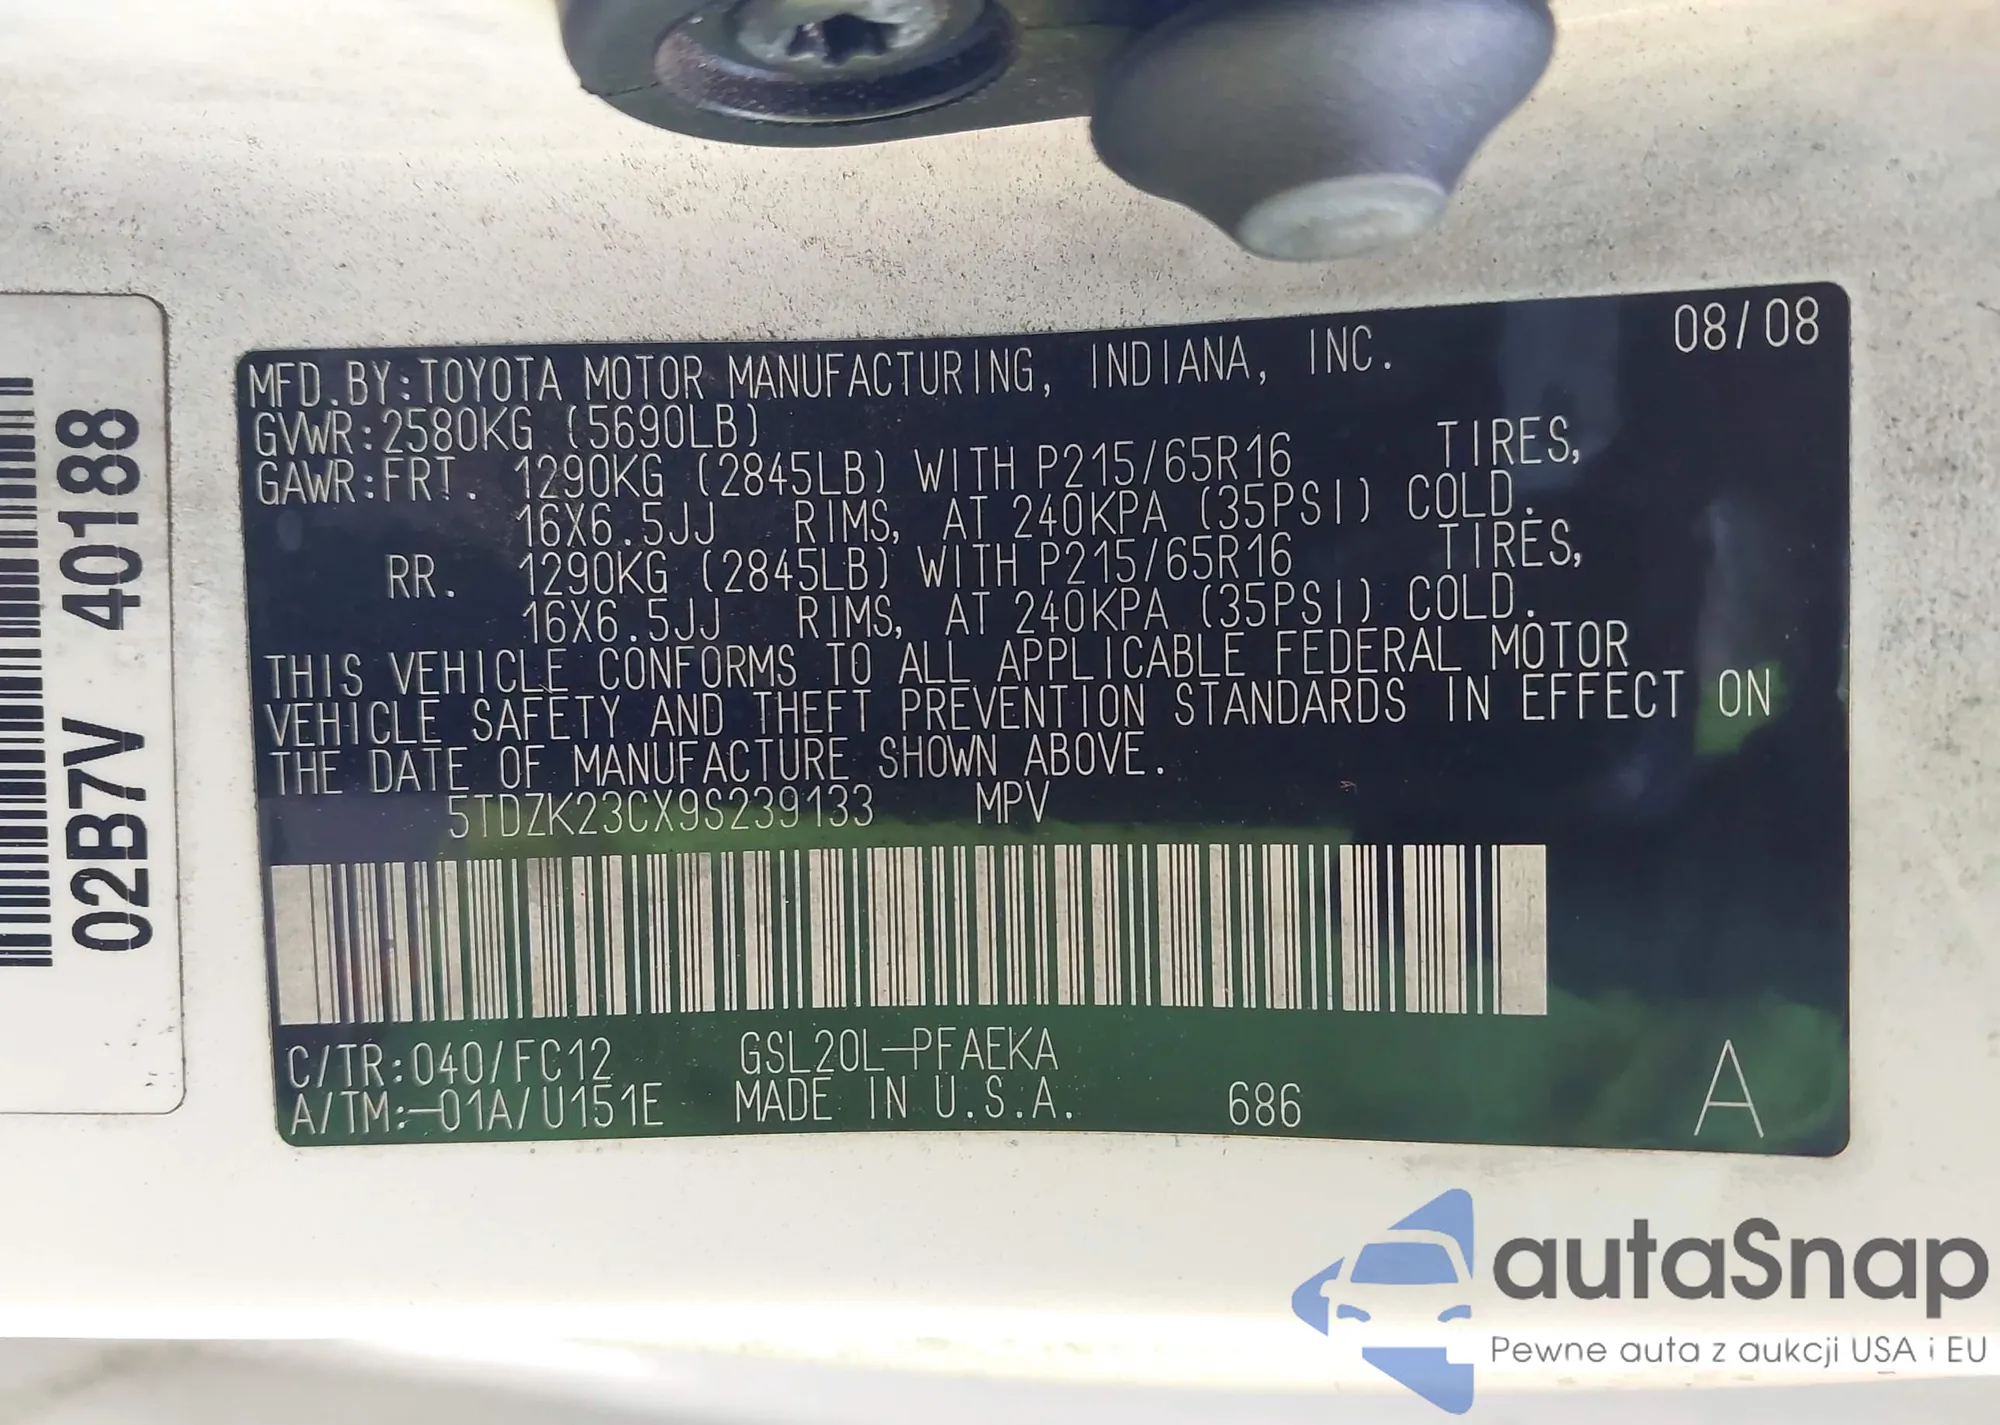 02B7V 40188
08/08
MFD.BY:TOYOTA MOTOR MANUFACTURING, INDIANA, INC.
GVWR:2580KG (5690LB)
GAWR:FRT. 1290KG (2845LB) WITH P215/65R16 TIRES,
16X6.5JJ RIMS, AT 240KPA (35PSI) COLD.
RR. 1290KG (2845LB) WITH P215/65R16 TIRES,
16X6.5JJ RIMS, AT 240KPA (35PSI) COLD.
THIS VEHICLE CONFORMS TO ALL APPLICABLE FEDERAL MOTOR
VEHICLE SAFETY AND THEFT PREVENTION STANDARDS IN EFFECT ON
THE DATE OF MANUFACTURE SHOWN ABOVE.
5TDZK23CX9S239133 MPV
C/TR:040/FC12 GSL20L-PFAEKA
A/TM:-01A/U151E MADE IN U.S.A. 686 A
autaSnap
Pewne auta z aukcji USA i EU